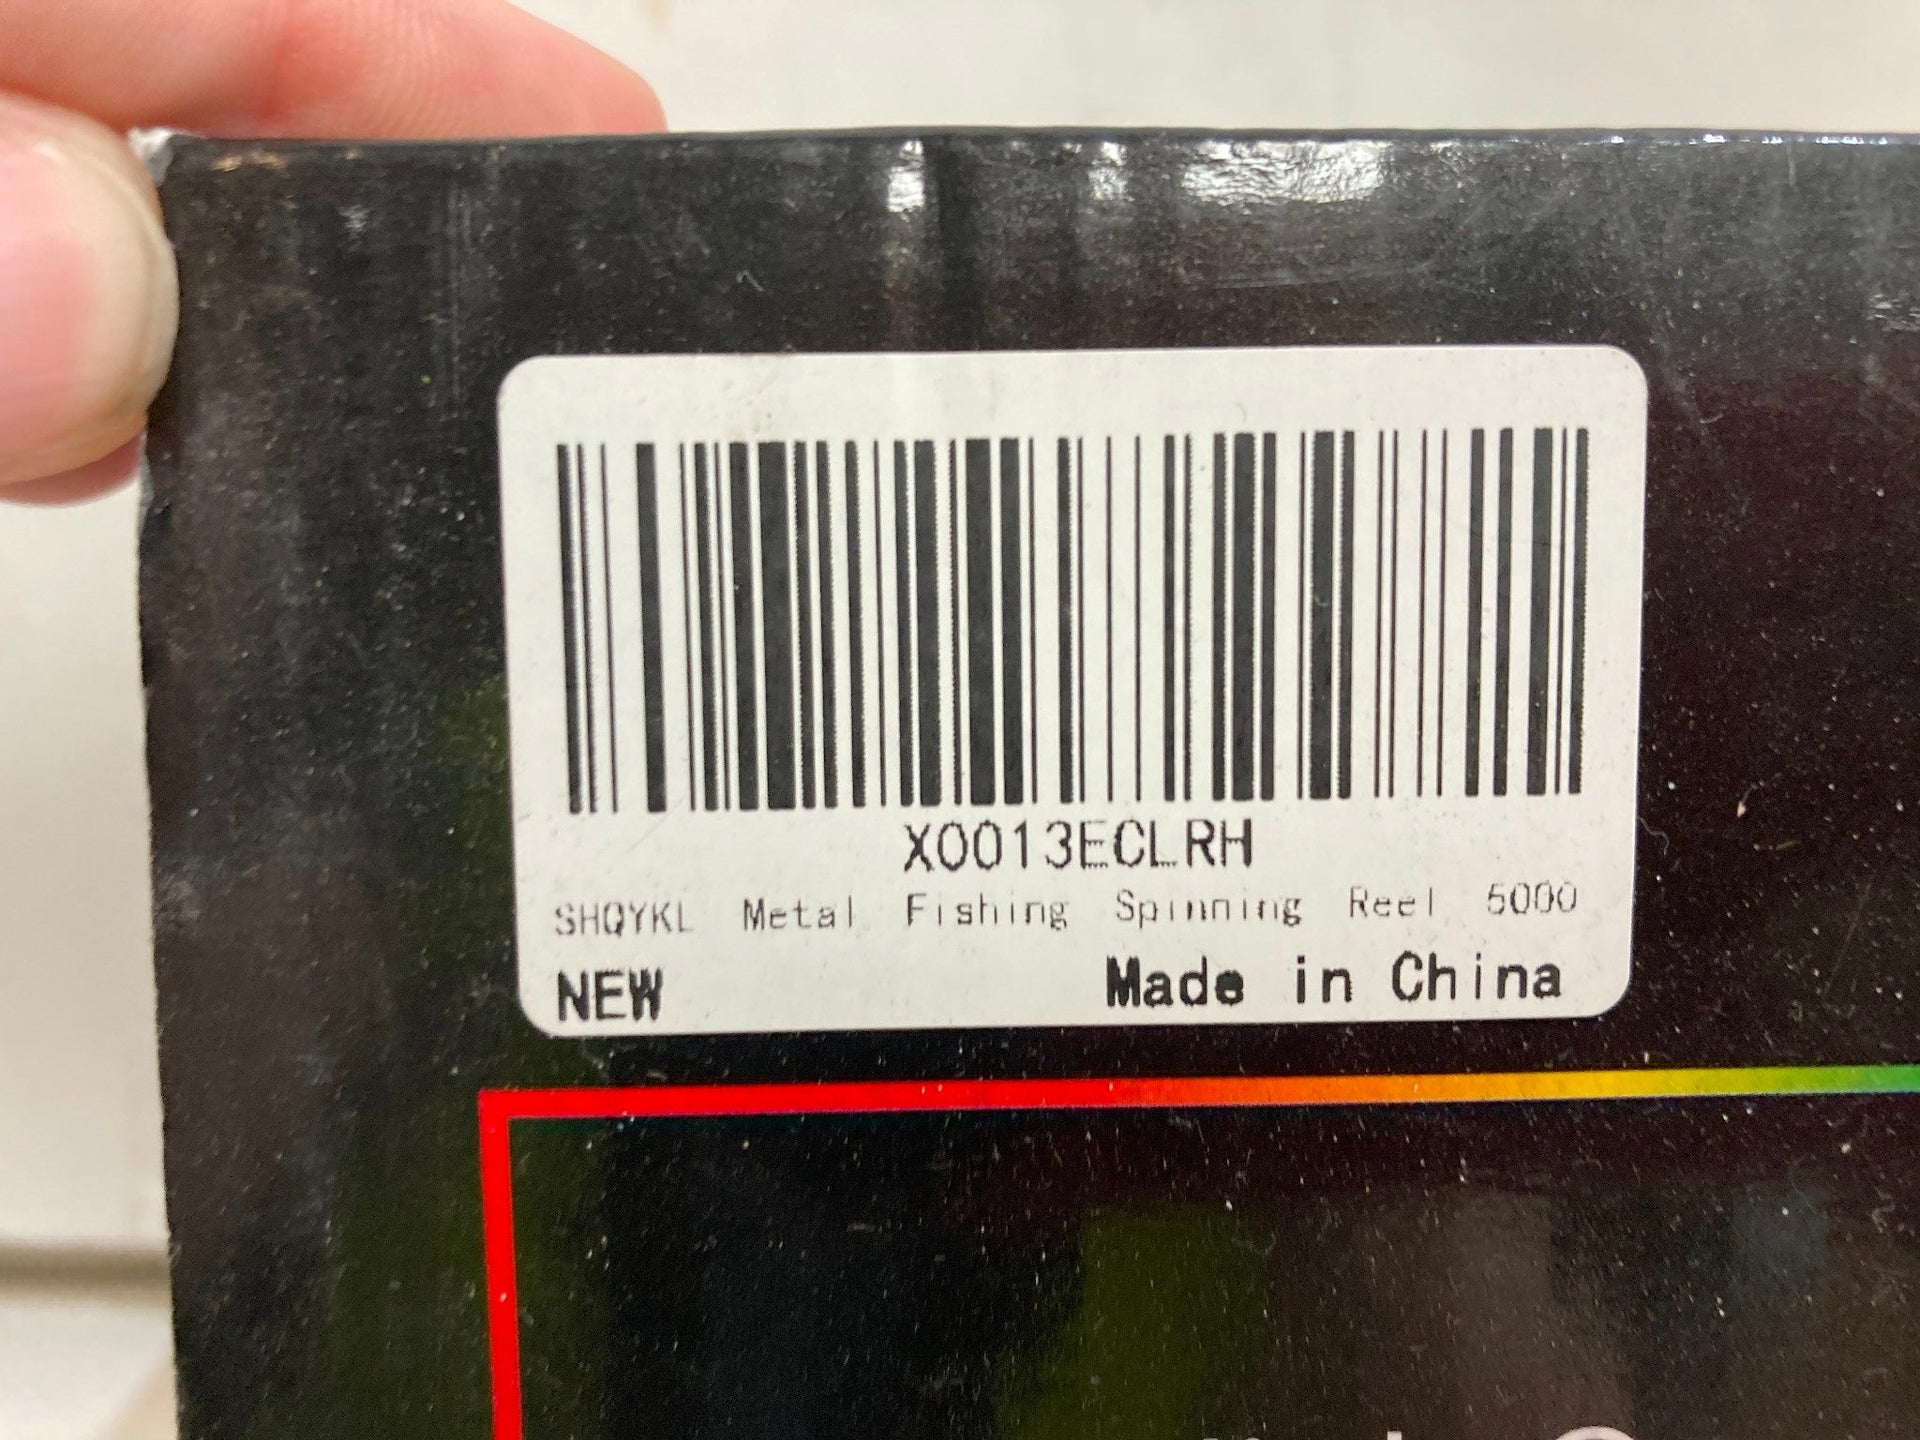 X0013ECLRH
SHQYKL Metal Fishing Spinning Reel 5000
NEW
Made in China